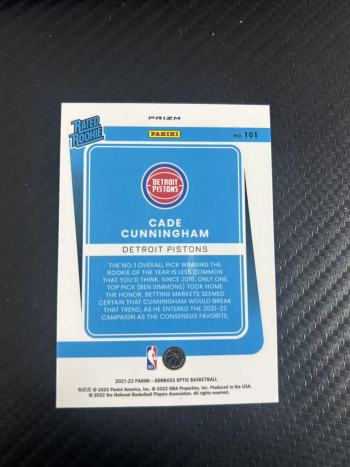 PRIZM
RATED
ROOKIE
PANINI
NO. 161
DETROIT
PISTONS
CADE
CUNNINGHAM
DETROIT PISTONS
THE NO. 1 OVERALL PICK WINNING THE
ROOKIE OF THE YEAR IS LESS COMMON
THAT YOU'D THINK. SINCE 2016, ONLY ONE
TOP PICK (BEN SIMMONS) TOOK HOME
THE HONOR. BETTING MARKETS SEEMED
CERTAIN THAT CUNNINGHAM WOULD BREAK
THAT TREND, AS HE ENTERED THE 2021-22
CAMPAIGN AS THE CONSENSUS FAVORITE.
NBA
2021-22 PANINI - DONRUSS OPTIC BASKETBALL
© 2022 Panini America, Inc. © 2022 NBA Properties, Inc. Produced in the USA.
© 2022 the National Basketball Players Association. All rights reserved.